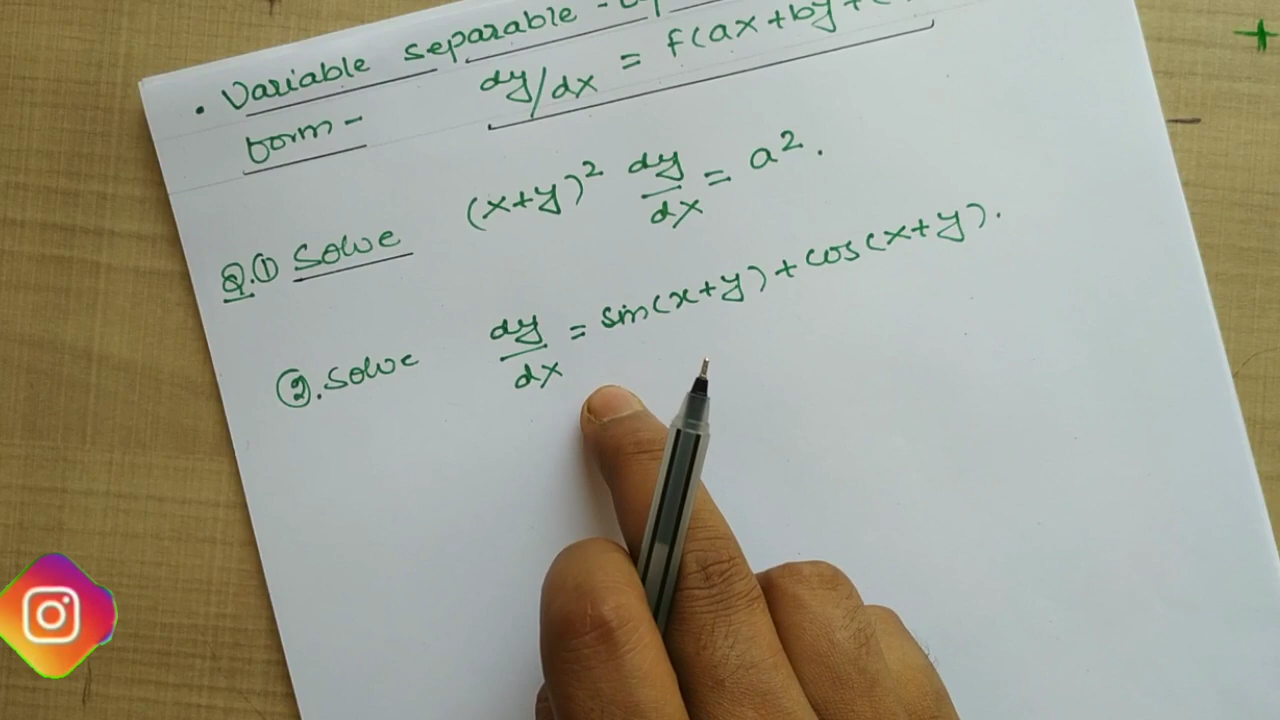 • Variable separable -
form - dy/dx = f(ax+by+
Q.① Solve (x+y)² dy/dx = a².
②. Solve dy/dx = sin(x+y) + cos(x+y).